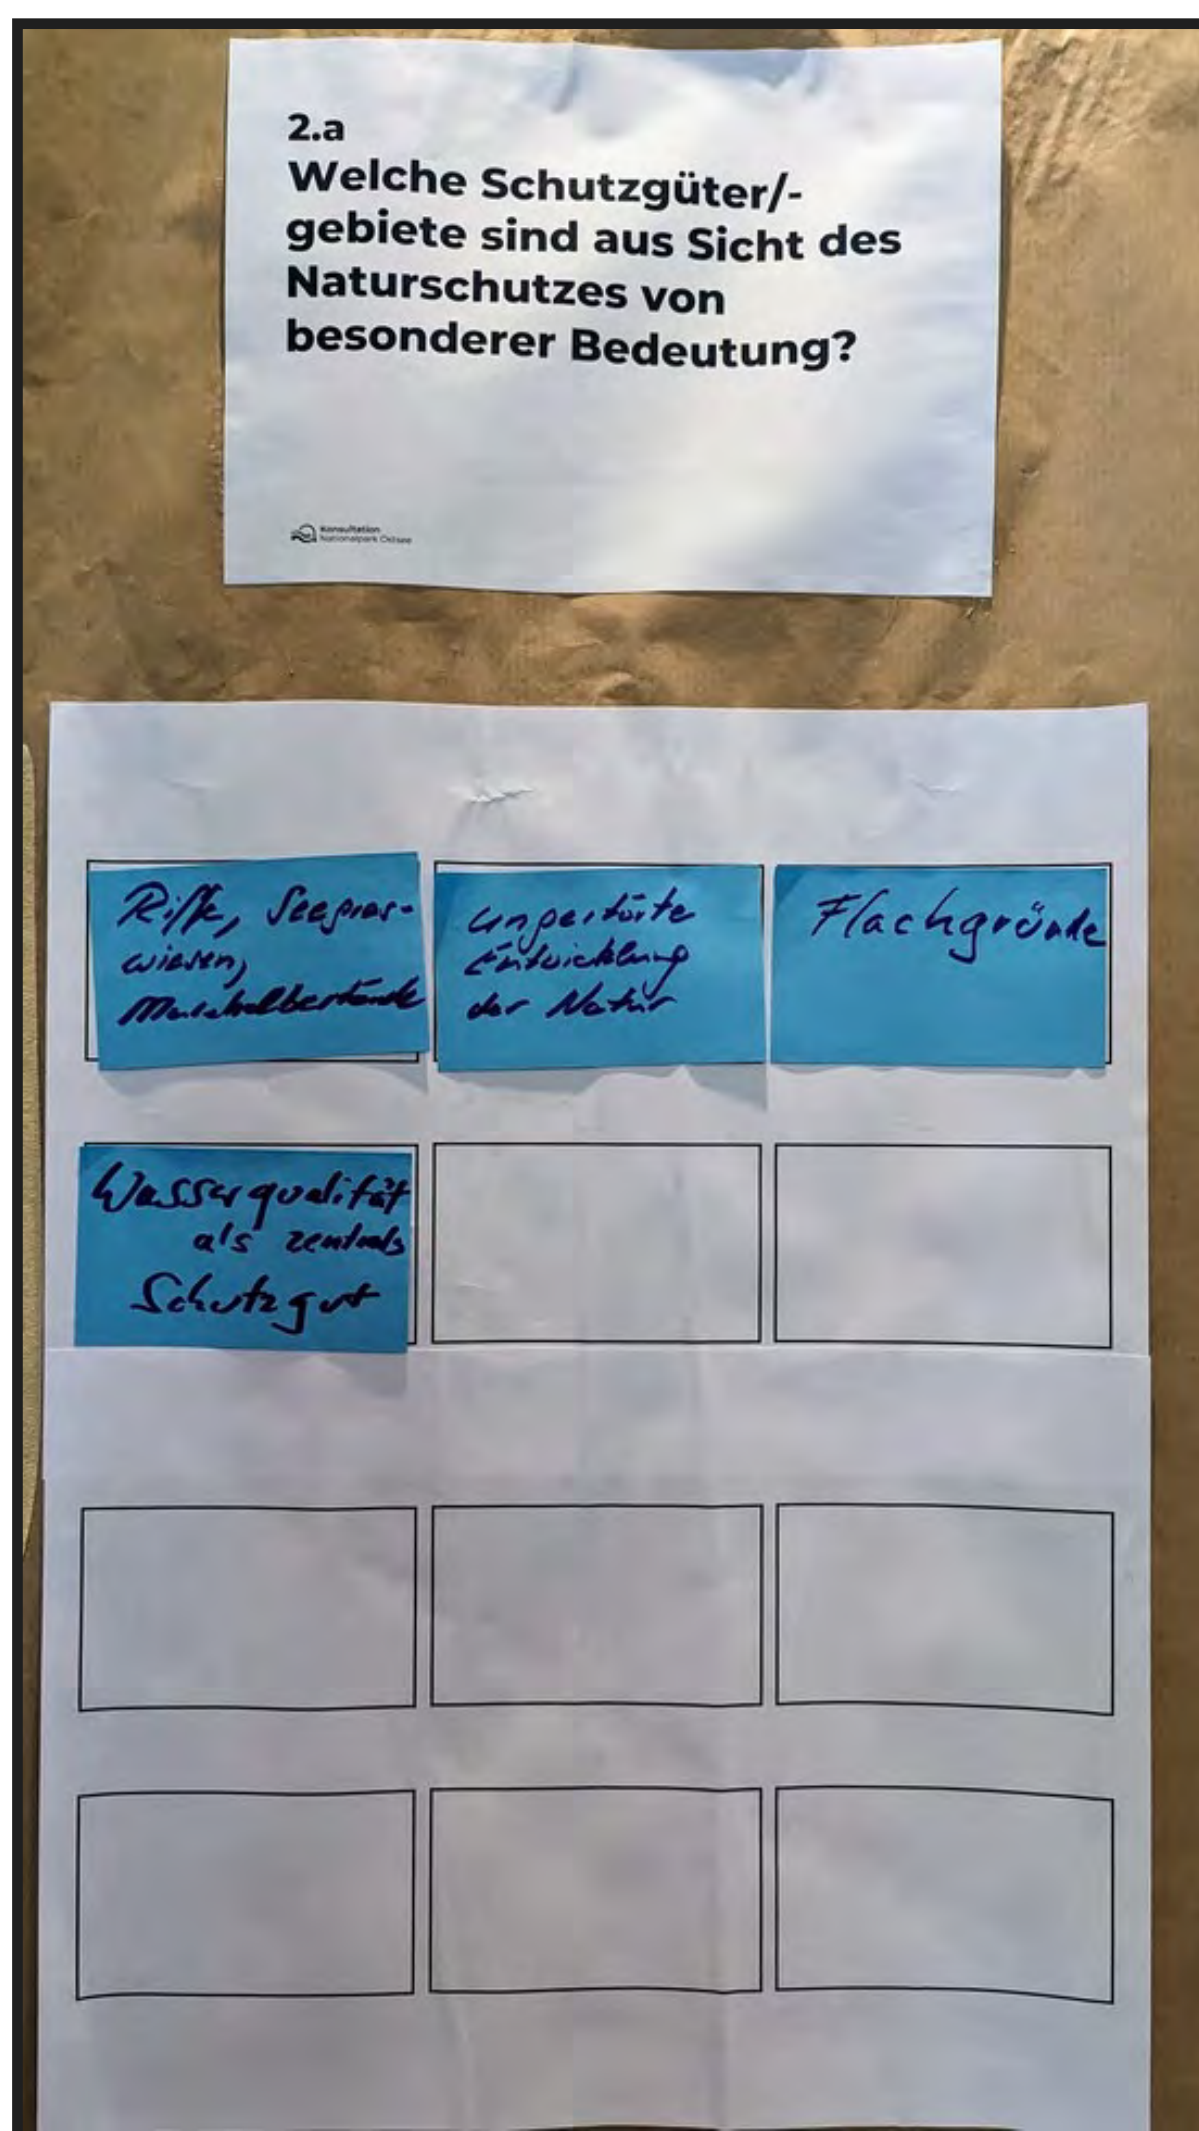 2.a
Welche Schutzgüter/-
gebiete sind aus Sicht des
Naturschutzes von
besonderer Bedeutung?
Konsultation
Nationalpark Ostsee
Riffe, Seegras-
wiesen,
Muschelbestände
ungestörte
Entwicklung
der Natur
Flachgründe
Wasserqualität
als zentrales
Schutzgut